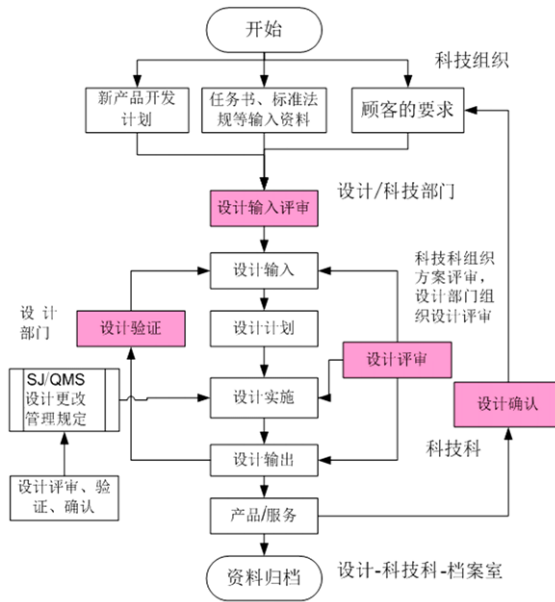 开始
科技组织
新产品开发
计划
任务书、标准法
规等输入资料
顾客的要求
设计/科技部门
设计输入评审
科技科组织
方案评审，
设计部门组
织设计评审
设计输入
设 计
部门
设计验证
设计计划
设计评审
SJ/QMS
设计更改
管理规定
设计实施
设计确认
科技科
设计输出
设计评审、验
证、确认
产品/服务
资料归档
设计-科技科-档案室